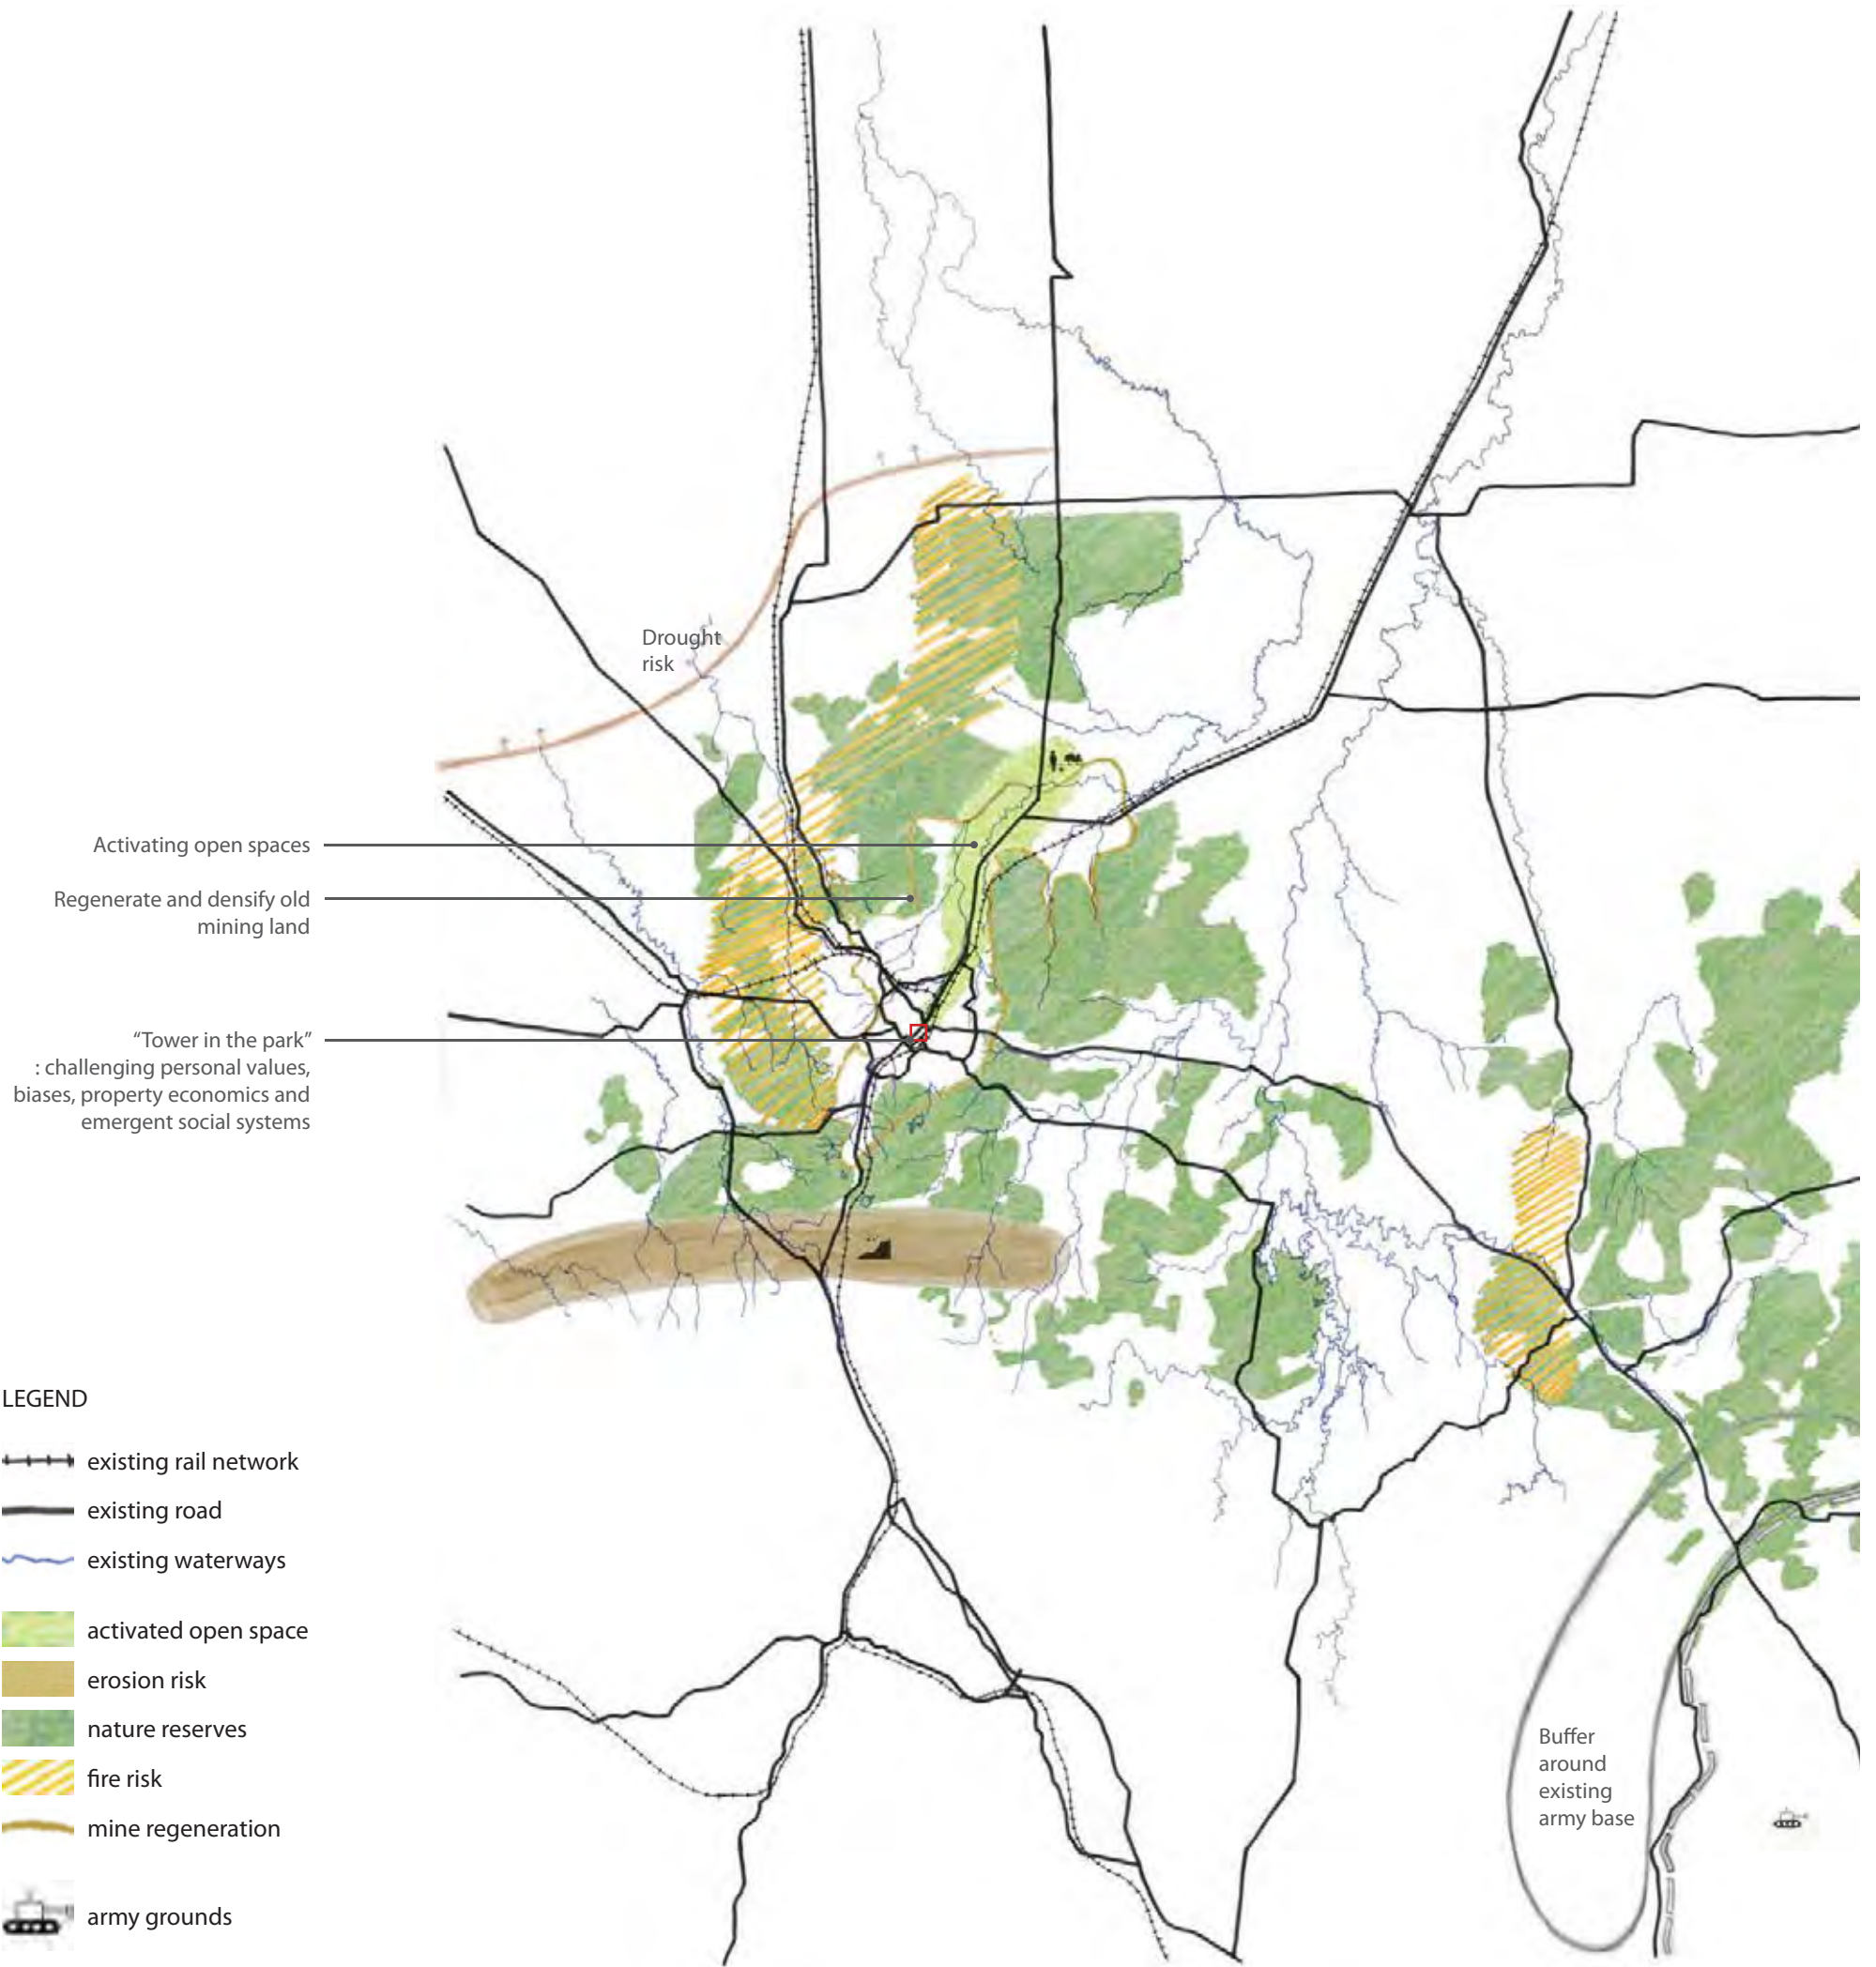 Drought
risk
Activating open spaces
Regenerate and densify old
mining land
“Tower in the park”
: challenging personal values,
biases, property economics and
emergent social systems
LEGEND
existing rail network
existing road
existing waterways
activated open space
erosion risk
nature reserves
fire risk
mine regeneration
army grounds
Buffer
around
existing
army base